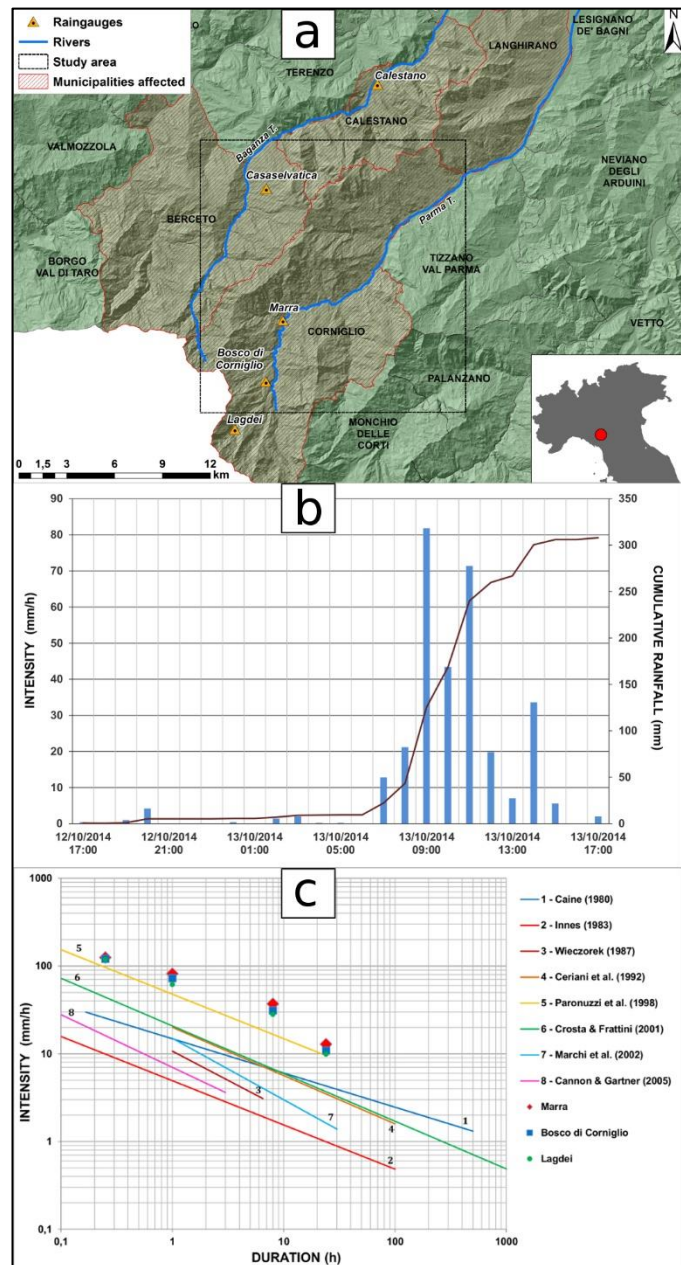 a
Raingauges
Rivers
Study area
Municipalities affected
N
LESIGNANO
DE' BAGNI
LANGHIRANO
TERENZO
Calestano
CALESTANO
VALMOZZOLA
Baganza T.
NEVIANO
DEGLI
ARDUINI
Casaselvatica
BERCETO
Parma T.
BORGO
VAL DI TARO
TIZZANO
VAL PARMA
Marra
CORNIGLIO
VETTO
Bosco di
Corniglio
PALANZANO
Lagdei
MONCHIO
DELLE
CORTI
0 1,5 3 6 9 12
km
b
INTENSITY (mm/h)
90
80
70
60
50
40
30
20
10
0
CUMULATIVE RAINFALL (mm)
350
300
250
200
150
100
50
0
12/10/2014 12/10/2014 13/10/2014 13/10/2014 13/10/2014 13/10/2014 13/10/2014
17:00 21:00 01:00 05:00 09:00 13:00 17:00
c
INTENSITY (mm/h)
1000
100
10
1
0,1
5
6
8
3
7
4
1
2
0,1 1 10 100 1000
DURATION (h)
1 - Caine (1980)
2 - Innes (1983)
3 - Wieczorek (1987)
4 - Ceriani et al. (1992)
5 - Paronuzzi et al. (1998)
6 - Crosta & Frattini (2001)
7 - Marchi et al. (2002)
8 - Cannon & Gartner (2005)
Marra
Bosco di Corniglio
Lagdei